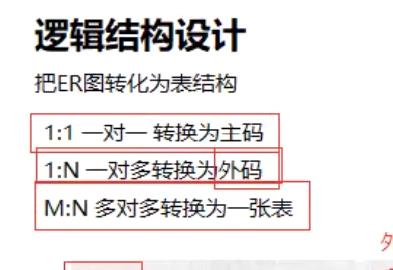 逻辑结构设计
把ER图转化为表结构
1:1 一对一 转换为主码
1:N 一对多转换为外码
M:N 多对多转换为一张表